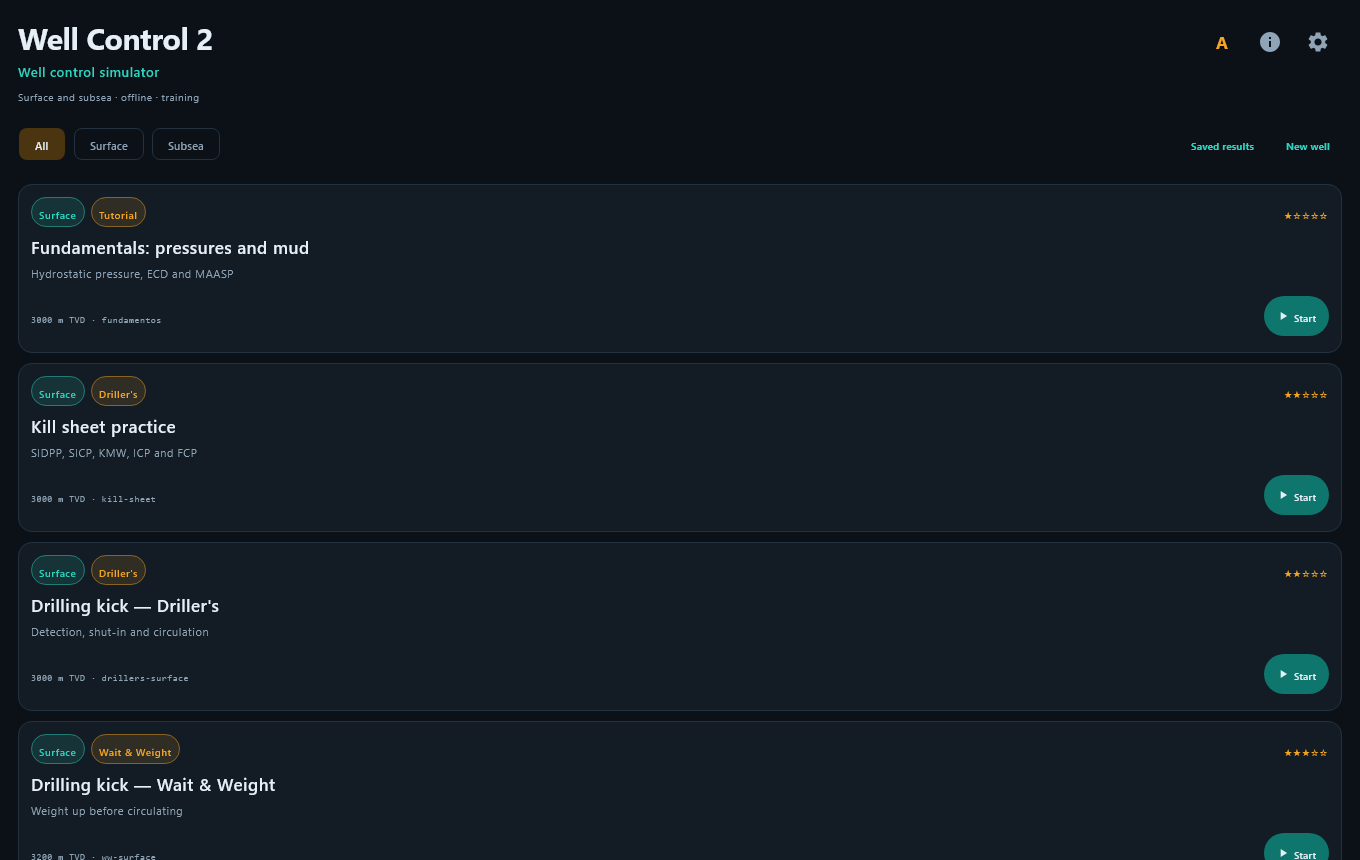 Well Control 2
A
Well control simulator
Surface and subsea · offline · training
All
Surface
Subsea
Saved results
New well
Surface
Tutorial
★☆☆☆☆
Fundamentals: pressures and mud
Hydrostatic pressure, ECD and MAASP
3000 m TVD · fundamentos
Start
Surface
Driller's
★★☆☆☆
Kill sheet practice
SIDPP, SICP, KMW, ICP and FCP
3000 m TVD · kill-sheet
Start
Surface
Driller's
★★☆☆☆
Drilling kick — Driller's
Detection, shut-in and circulation
3000 m TVD · drillers-surface
Start
Surface
Wait & Weight
★★★☆☆
Drilling kick — Wait & Weight
Weight up before circulating
3200 m TVD · ww-surface
Start